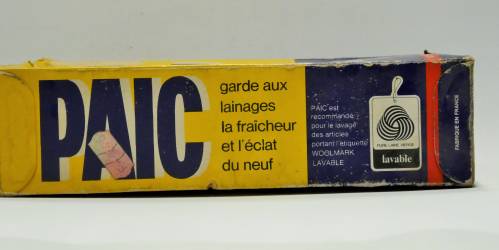 PAIC
garde aux
lainages
la fraîcheur
et l'éclat
du neuf
PAIC est
recommandé
pour le lavage
des articles
portant l'étiquette
WOOLMARK
LAVABLE
PURE LAINE VIERGE
lavable
FABRIQUÉ EN FRANCE